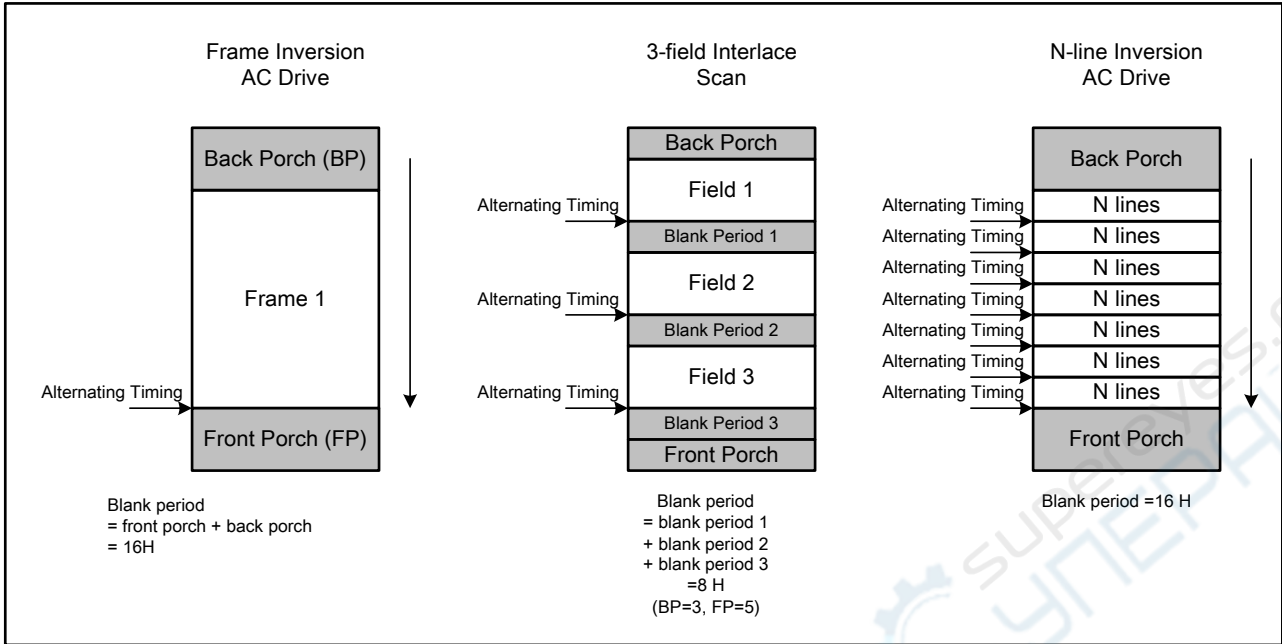 Frame Inversion
AC Drive
Back Porch (BP)
Frame 1
Alternating Timing
Front Porch (FP)
Blank period
= front porch + back porch
= 16H
3-field Interlace
Scan
Back Porch
Field 1
Alternating Timing
Blank Period 1
Field 2
Alternating Timing
Blank Period 2
Field 3
Alternating Timing
Blank Period 3
Front Porch
Blank period
= blank period 1
+ blank period 2
+ blank period 3
=8 H
(BP=3, FP=5)
N-line Inversion
AC Drive
Back Porch
N lines
Alternating Timing
N lines
Alternating Timing
N lines
Alternating Timing
N lines
Alternating Timing
N lines
Alternating Timing
N lines
Alternating Timing
N lines
Alternating Timing
Front Porch
Blank period =16 H